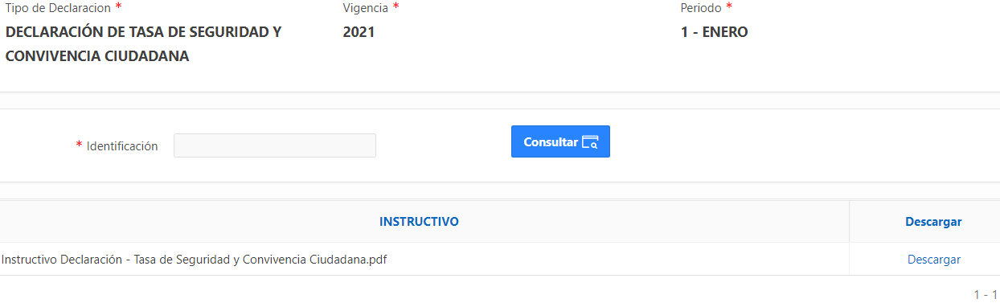 Tipo de Declaracion *
Vigencia *
Periodo *
DECLARACIÓN DE TASA DE SEGURIDAD Y
CONVIVENCIA CIUDADANA
2021
1 - ENERO
* Identificación
Consultar
INSTRUCTIVO
Descargar
Instructivo Declaración - Tasa de Seguridad y Convivencia Ciudadana.pdf
Descargar
1 - 1